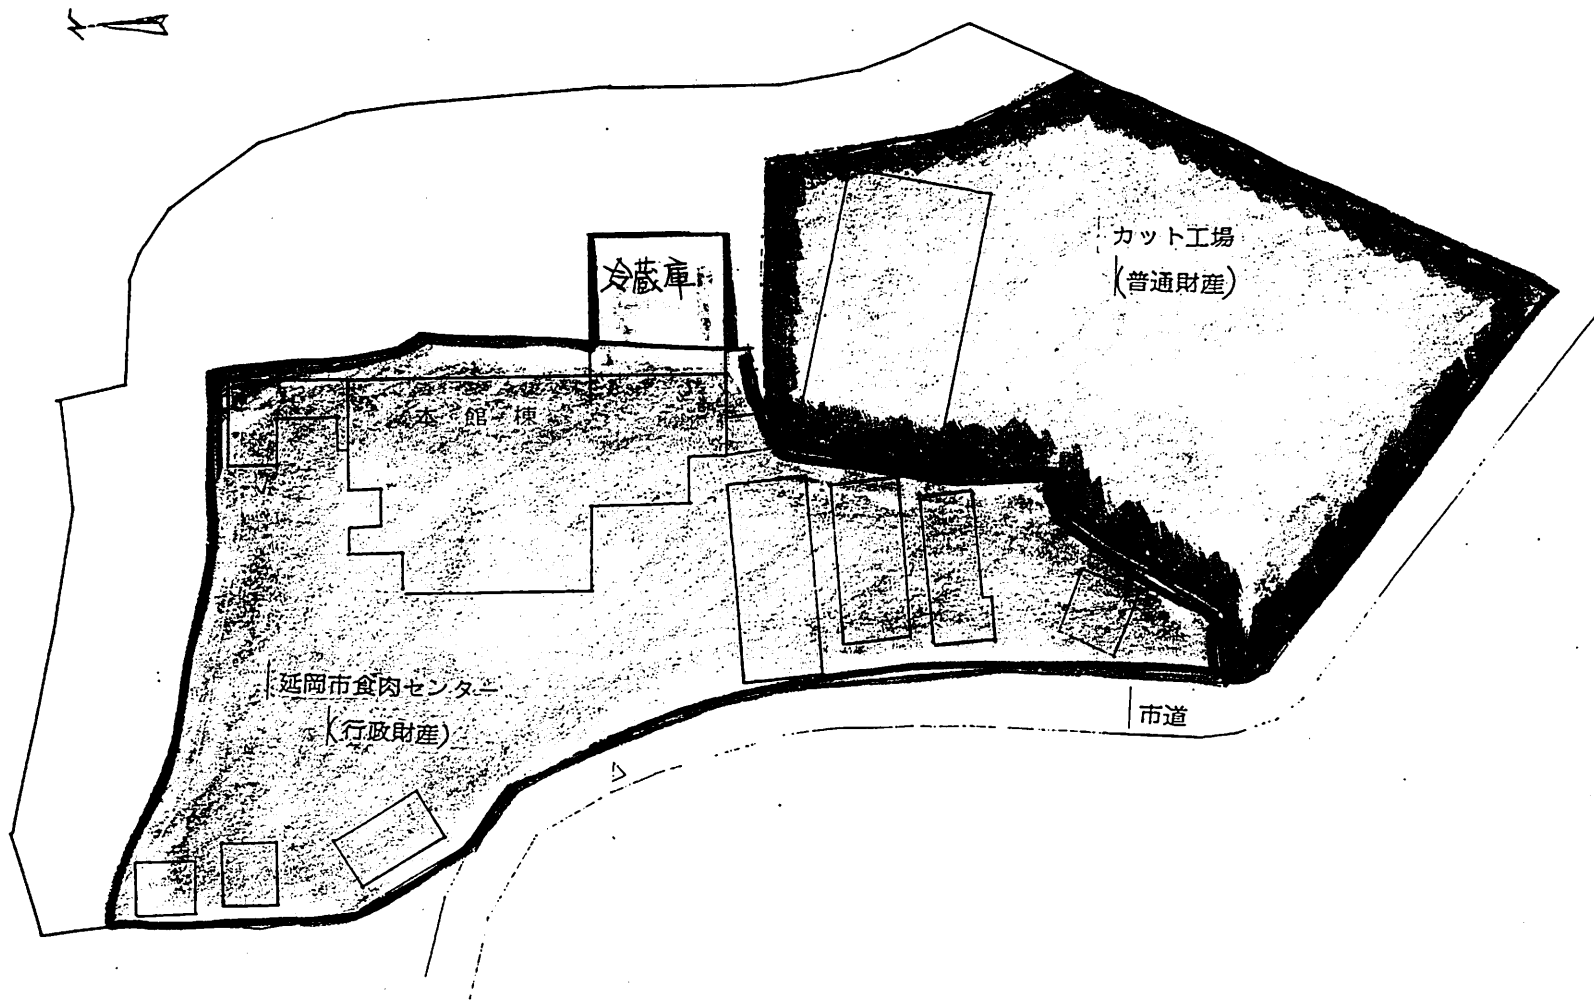 カット工場
(普通財産)
冷蔵庫
本館棟
延岡市食肉センター
(行政財産)
市道